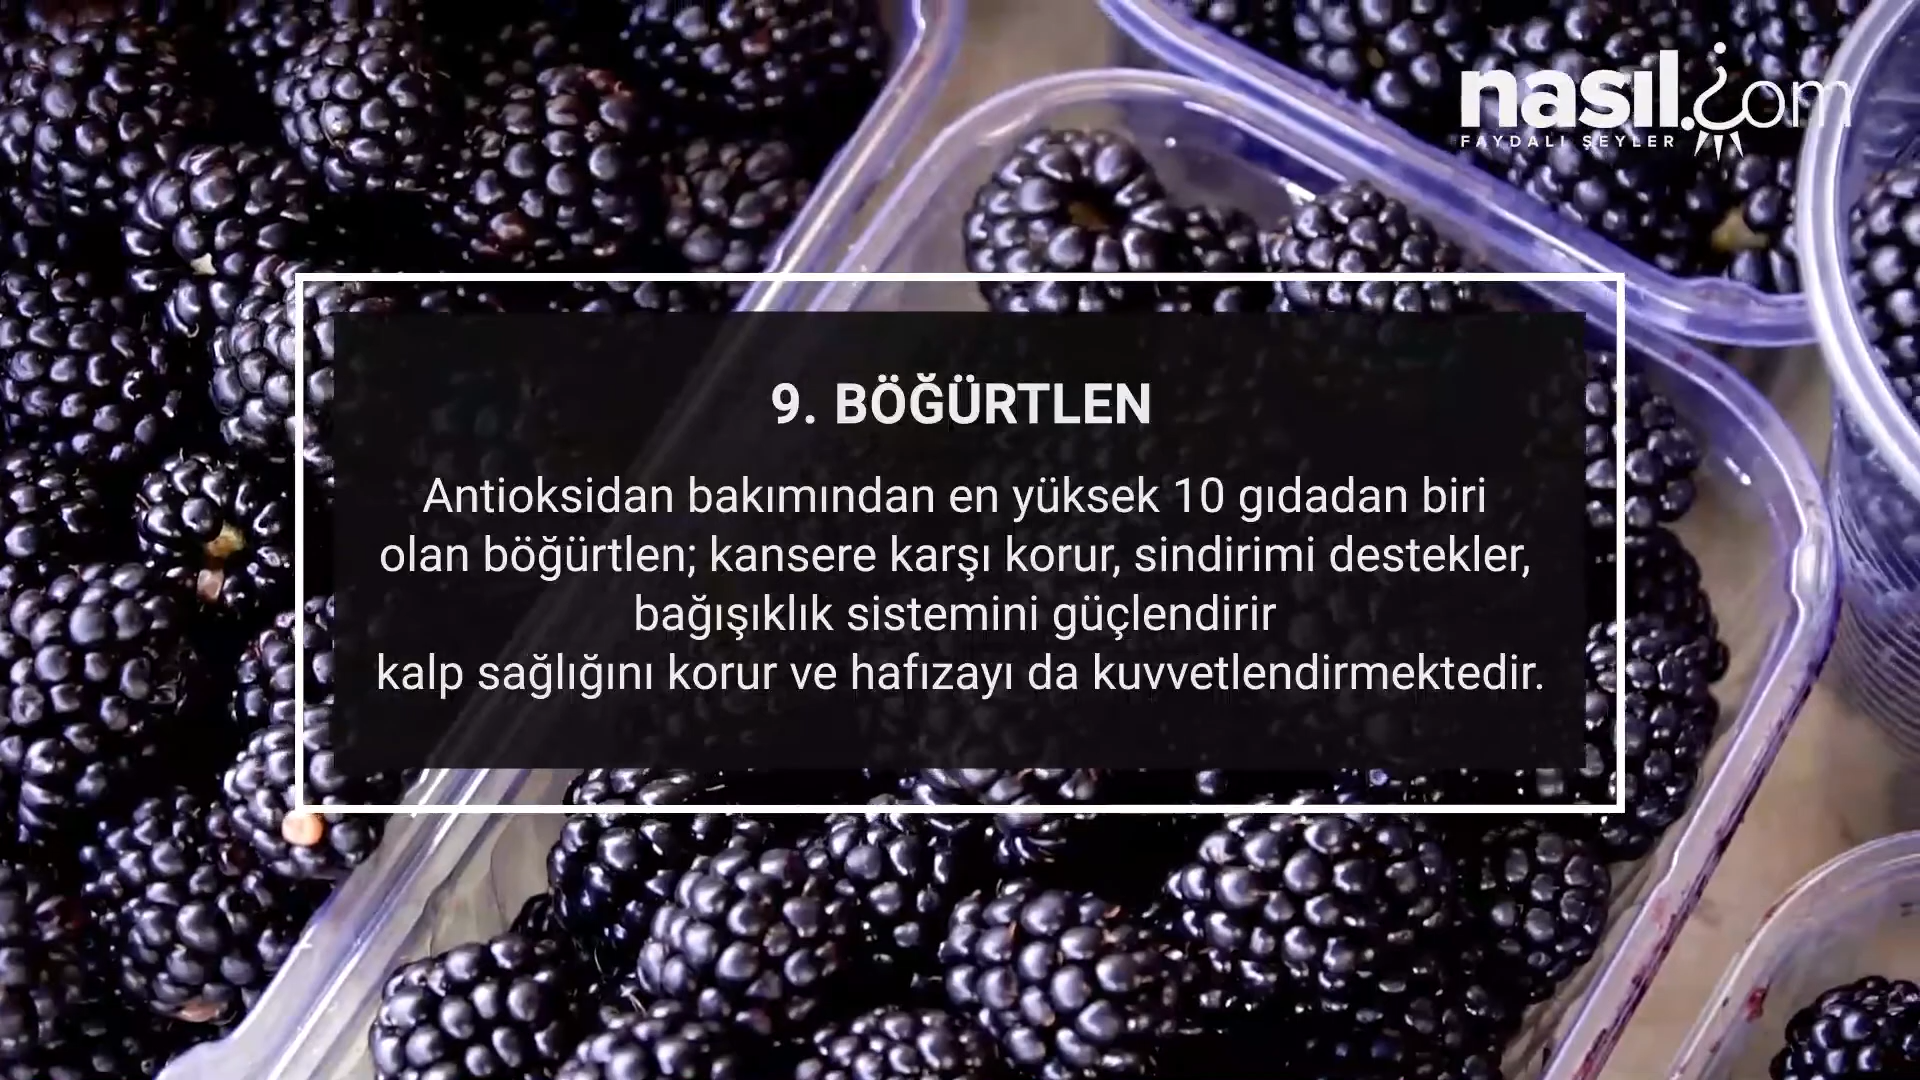 nasıl.com
FAYDALI ŞEYLER
9. BÖĞÜRTLEN
Antioksidan bakımından en yüksek 10 gıdadan biri
olan böğürtlen; kansere karşı korur, sindirimi destekler,
bağışıklık sistemini güçlendirir
kalp sağlığını korur ve hafızayı da kuvvetlendirmektedir.